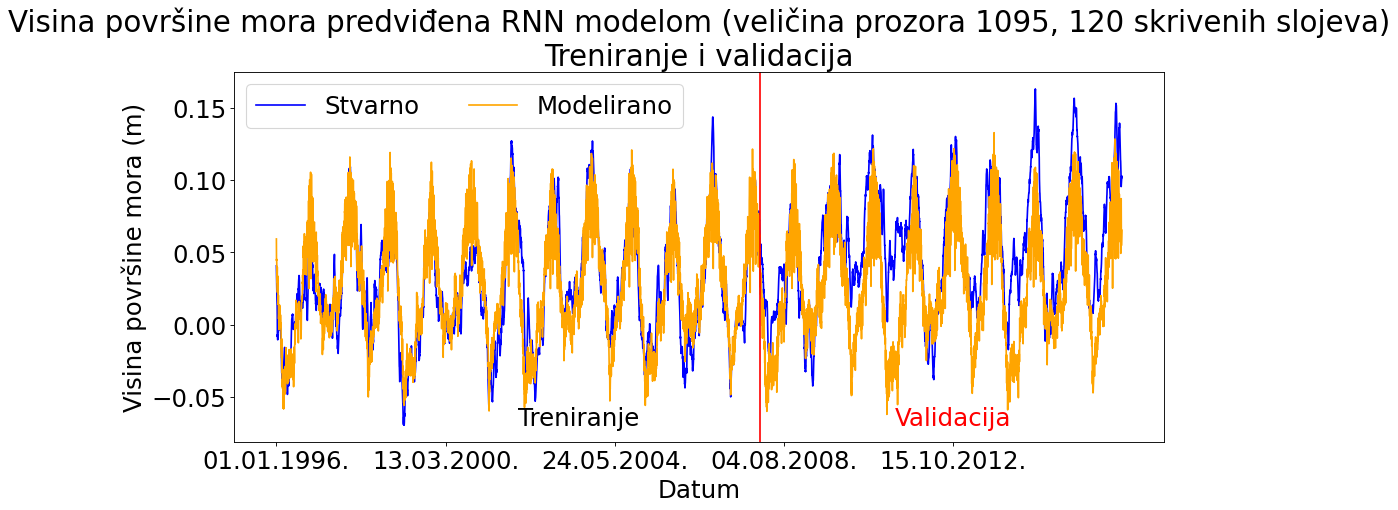 Visina površine mora predviđena RNN modelom (veličina prozora 1095, 120 skrivenih slojeva)
Treniranje i validacija
Stvarno
Modelirano
Visina površine mora (m)
0.15
0.10
0.05
0.00
−0.05
Treniranje
Validacija
01.01.1996.
13.03.2000.
24.05.2004.
04.08.2008.
15.10.2012.
Datum